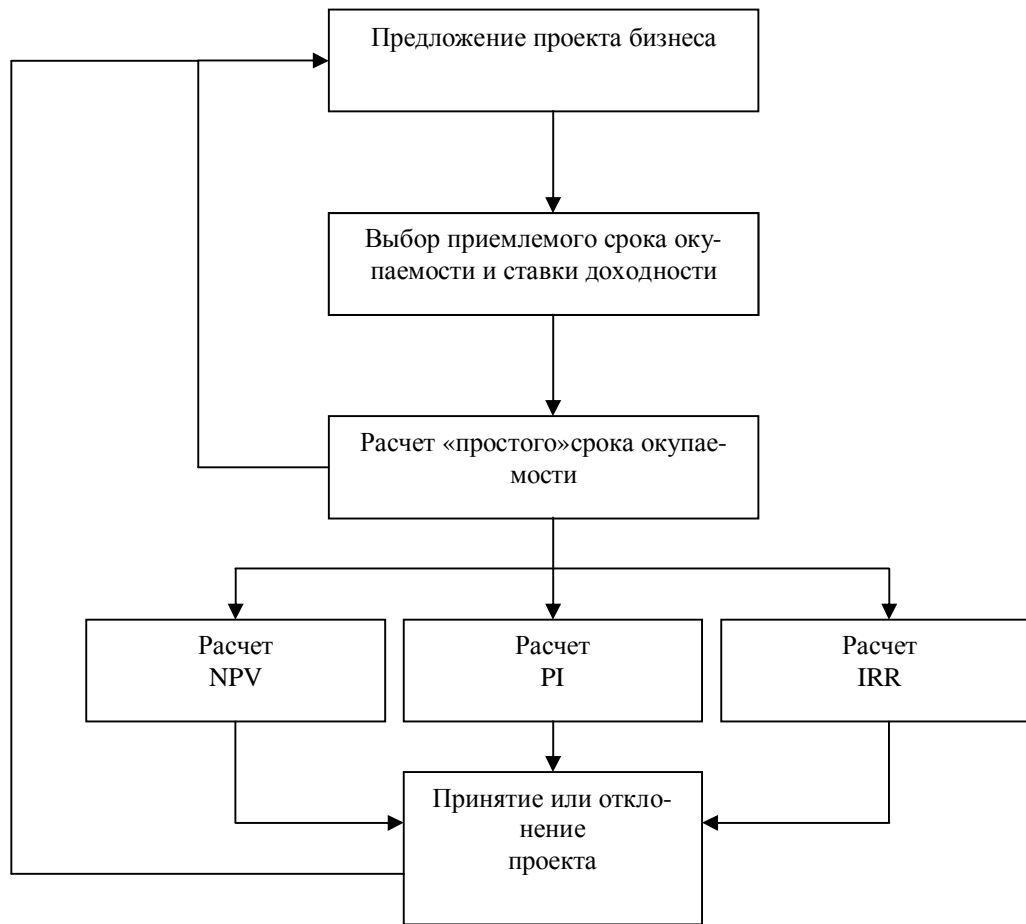 Предложение проекта бизнеса
Выбор приемлемого срока оку-
паемости и ставки доходности
Расчет «простого»срока окупае-
мости
Расчет
NPV
Расчет
PI
Расчет
IRR
Принятие или откло-
нение
проекта